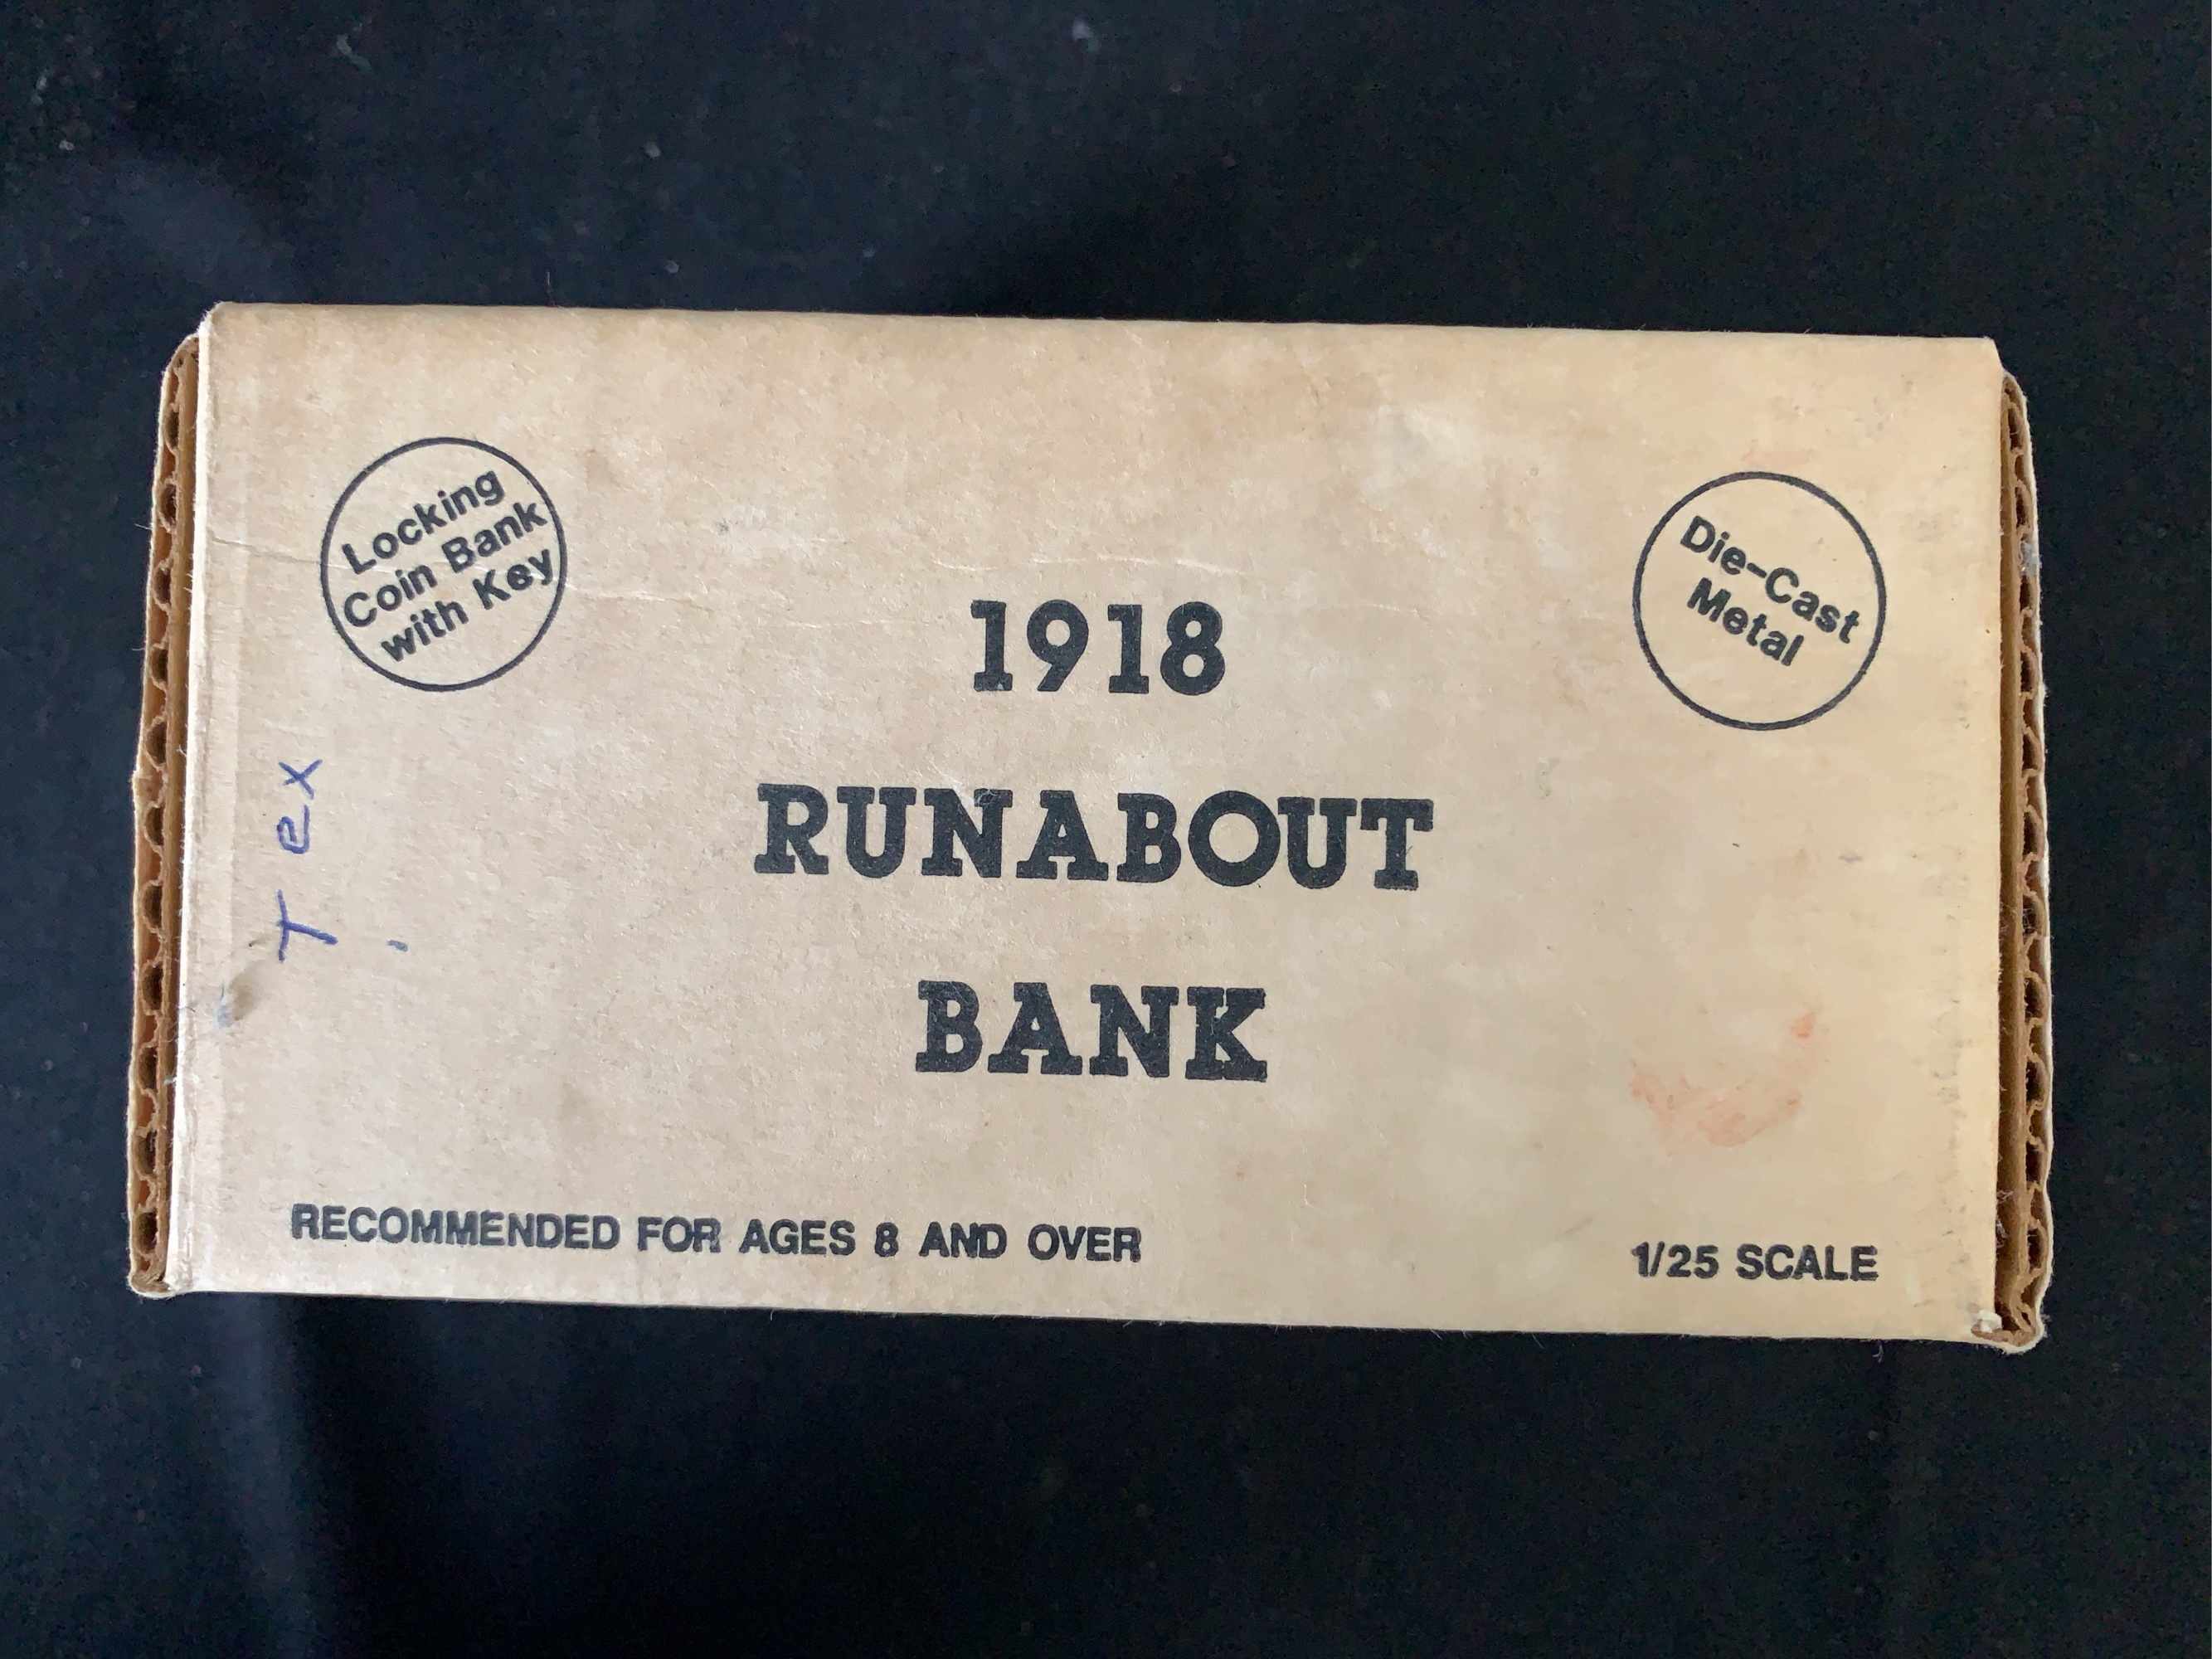 Locking
Coin Bank
with Key
Die-Cast
Metal
1918
RUNABOUT
BANK
Tex
RECOMMENDED FOR AGES 8 AND OVER
1/25 SCALE